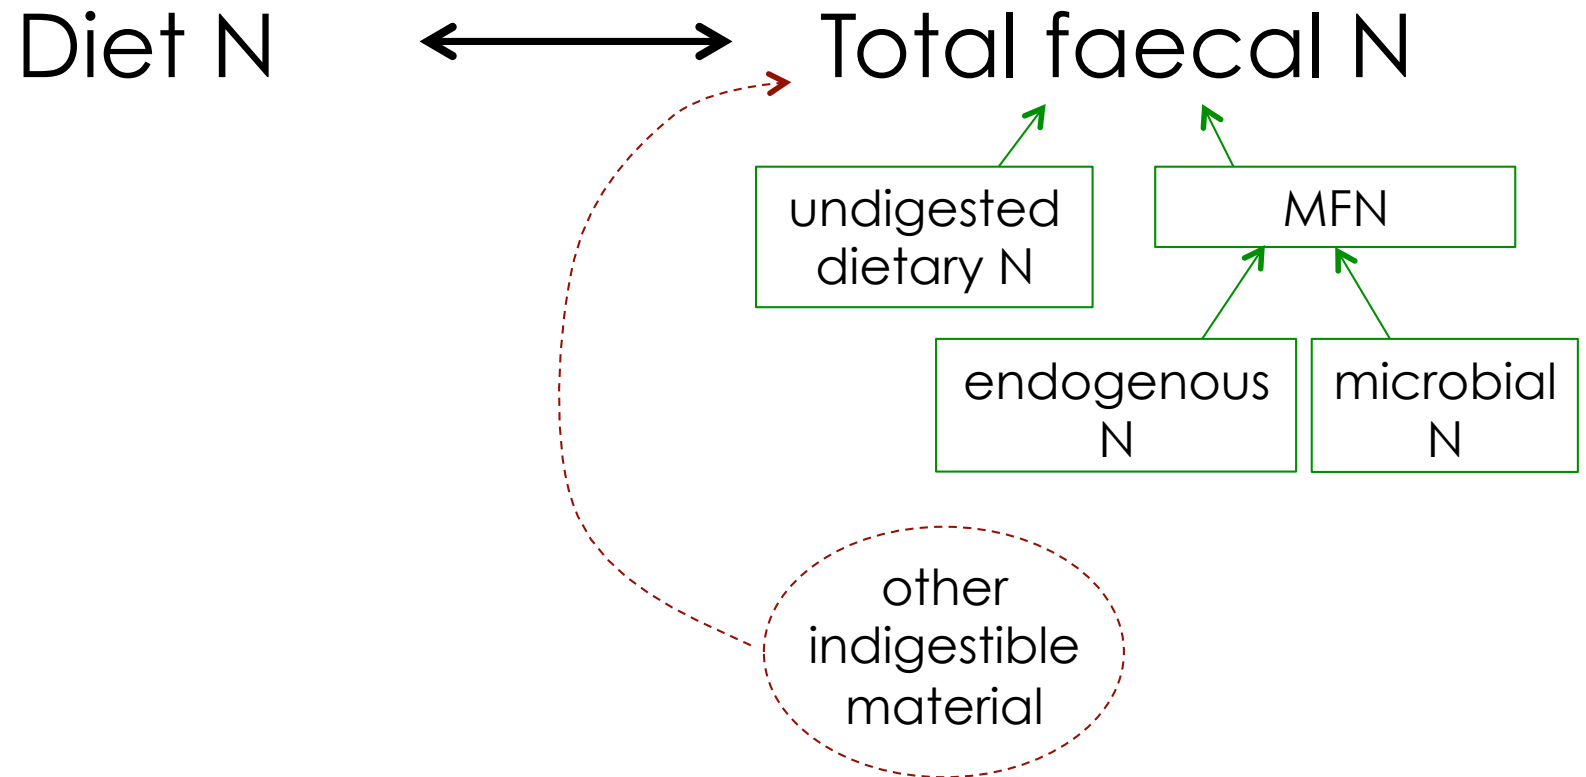 Diet N
Total faecal N
undigested
dietary N
MFN
endogenous
N
microbial
N
other
indigestible
material